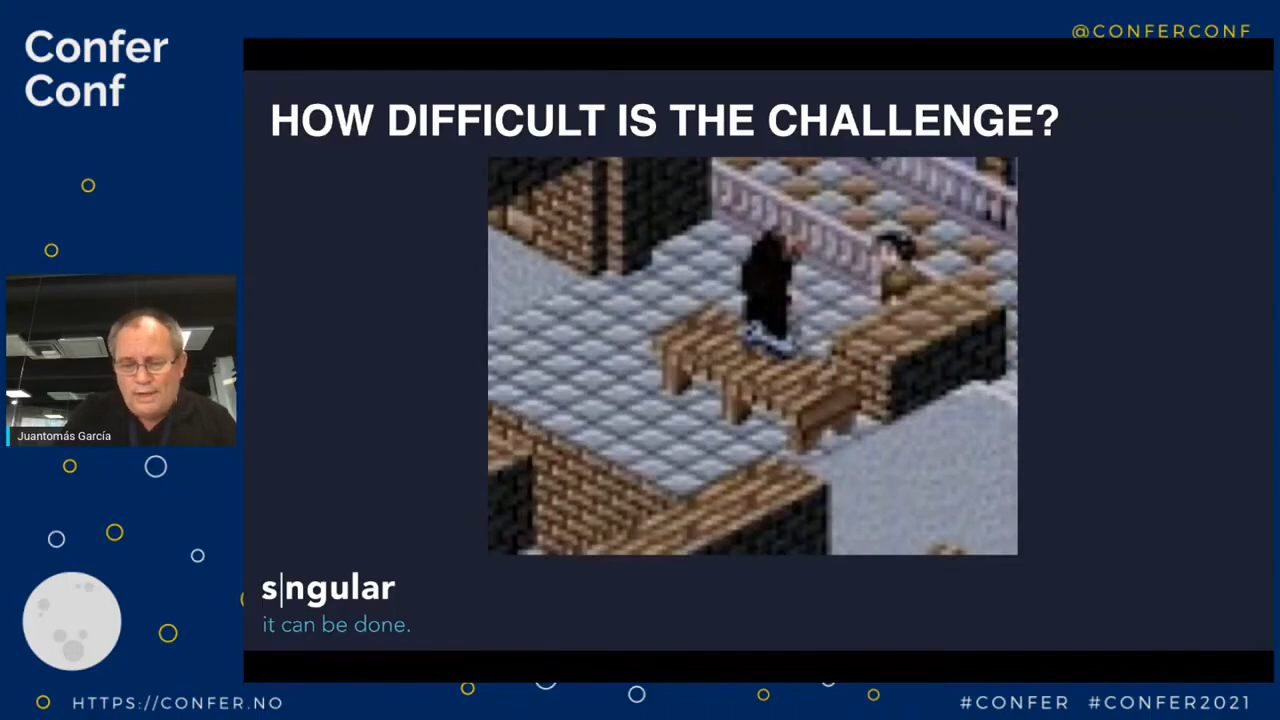 Confer
Conf
@CONFERCONF
HOW DIFFICULT IS THE CHALLENGE?
Juantomás García
s|ngular
it can be done.
HTTPS://CONFER.NO
#CONFER #CONFER2021